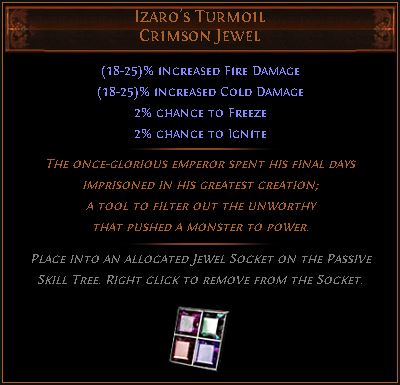 Izaro's Turmoil
Crimson Jewel
(18-25)% increased Fire Damage
(18-25)% increased Cold Damage
2% chance to Freeze
2% chance to Ignite
The once-glorious emperor spent his final days
imprisoned in his greatest creation;
a tool to filter out the unworthy
that pushed a monster to power.
Place into an allocated Jewel Socket on the Passive
Skill Tree. Right click to remove from the Socket.